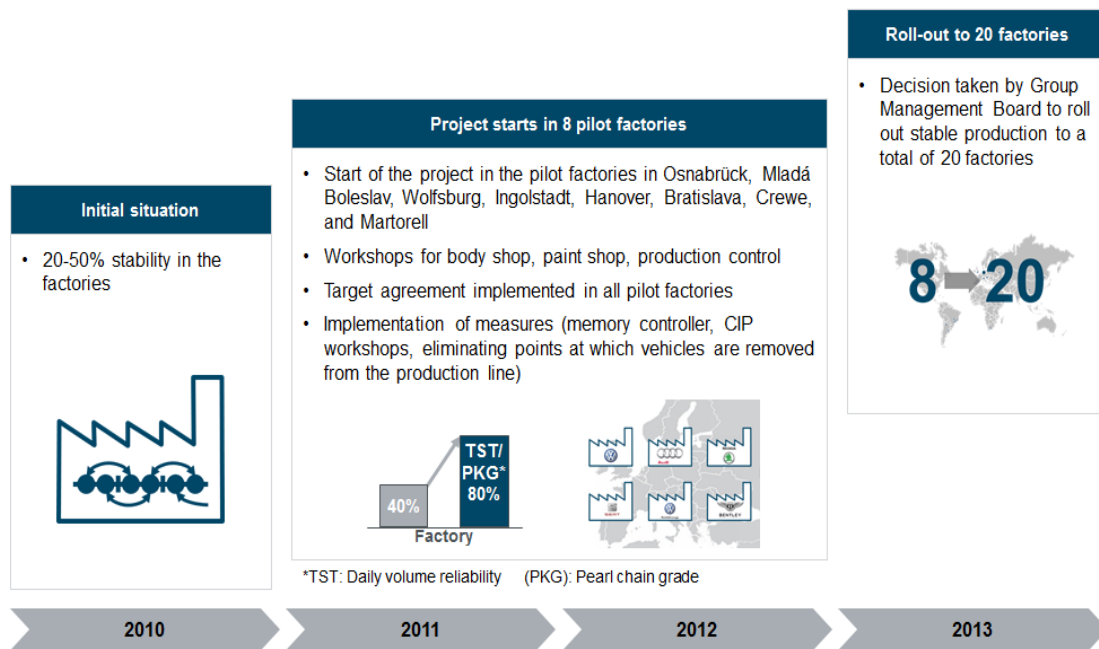 Initial situation
• 20-50% stability in the
factories
Project starts in 8 pilot factories
• Start of the project in the pilot factories in Osnabrück, Mladá
Boleslav, Wolfsburg, Ingolstadt, Hanover, Bratislava, Crewe,
and Martorell
• Workshops for body shop, paint shop, production control
• Target agreement implemented in all pilot factories
• Implementation of measures (memory controller, CIP
workshops, eliminating points at which vehicles are removed
from the production line)
40%
TST/
PKG*
80%
Factory
Audi
BENTLEY
*TST: Daily volume reliability (PKG): Pearl chain grade
Roll-out to 20 factories
• Decision taken by Group
Management Board to roll
out stable production to a
total of 20 factories
8 20
2010
2011
2012
2013